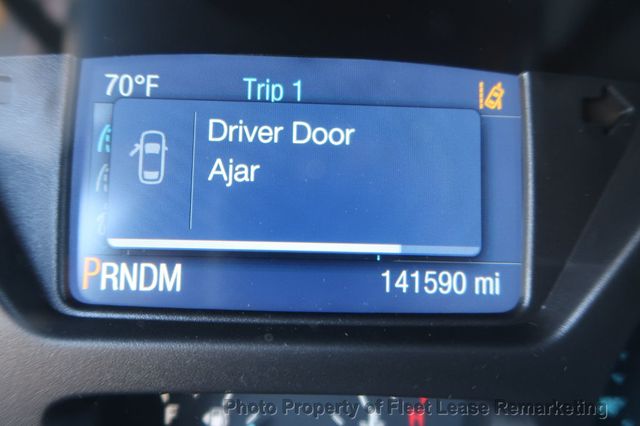 70°F Trip 1
Driver Door
Ajar
PRNDM 141590 mi
F H
Photo Property of Fleet Lease Remarketing